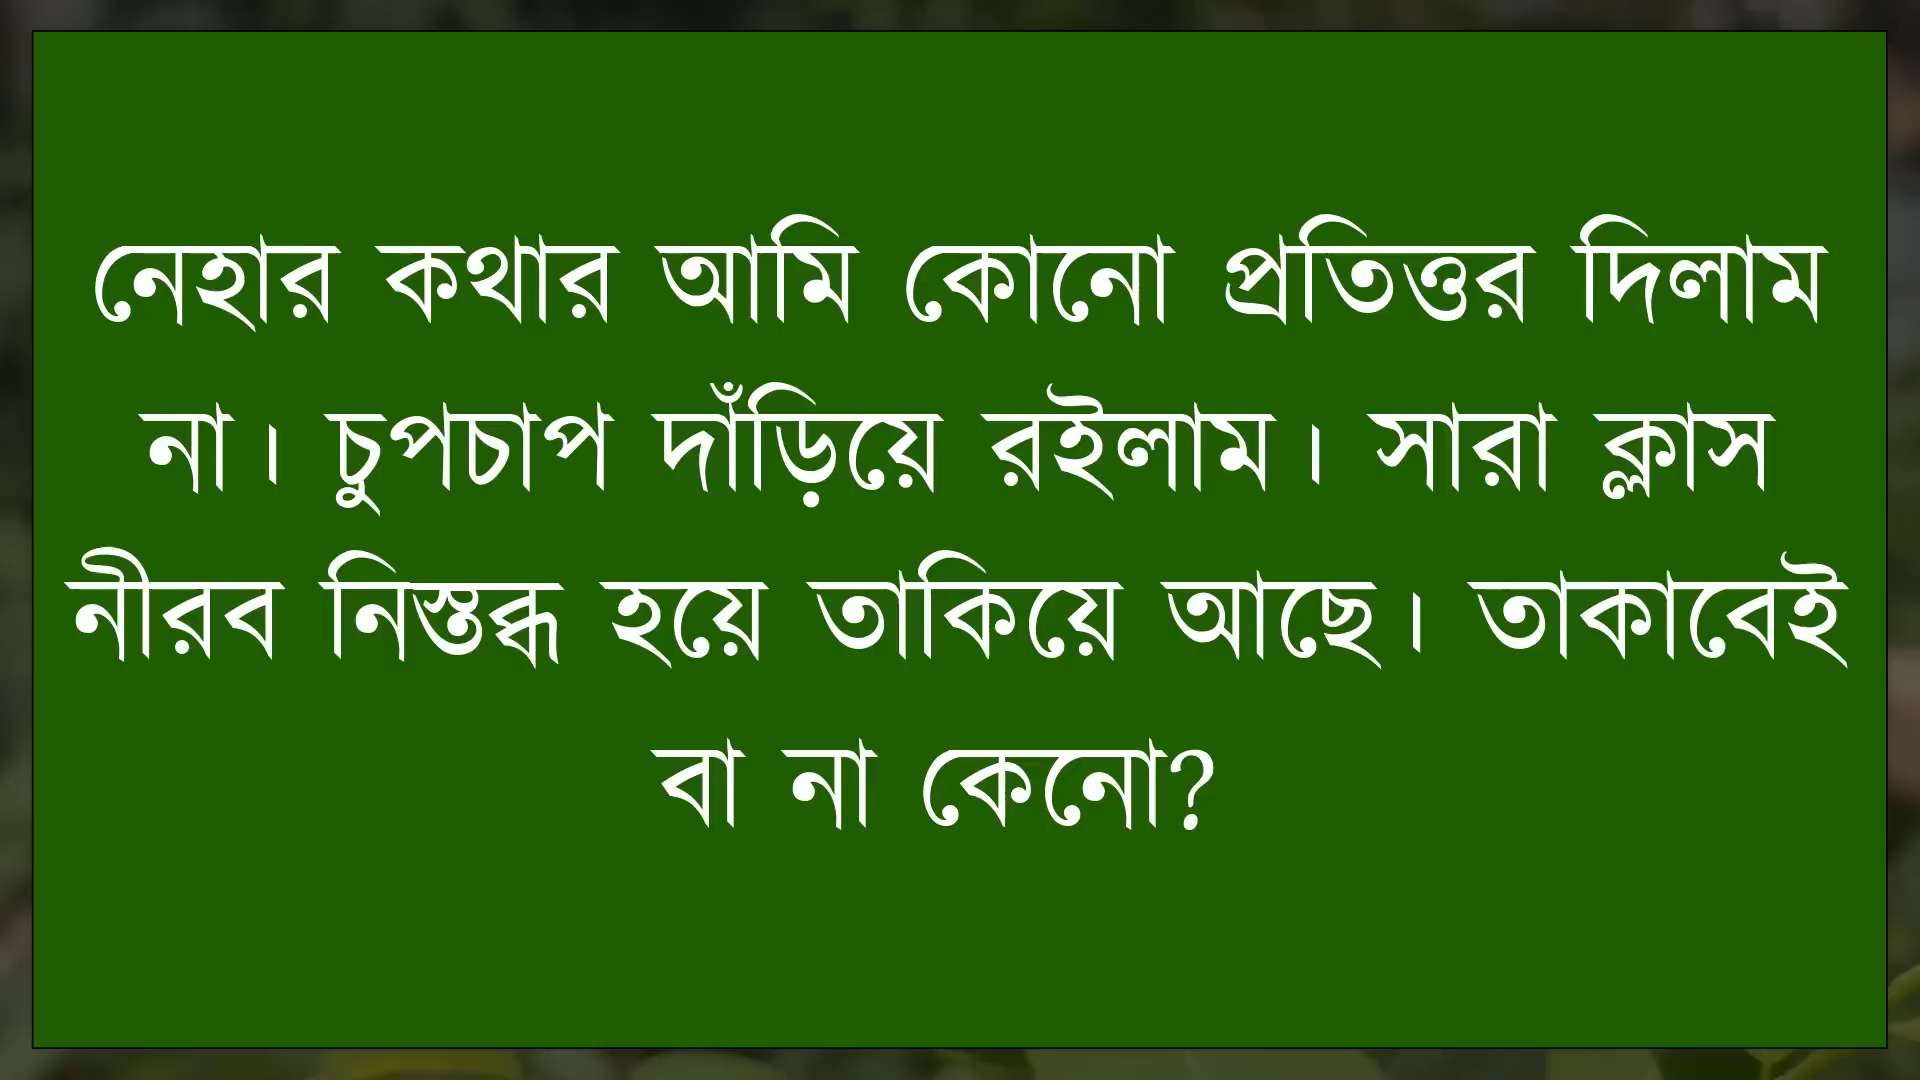 নেহার কথার আমি কোনো প্রতিত্তর দিলাম
না। চুপচাপ দাঁড়িয়ে রইলাম। সারা ক্লাস
নীরব নিস্তব্ধ হয়ে তাকিয়ে আছে। তাকাবেই
বা না কেনো?